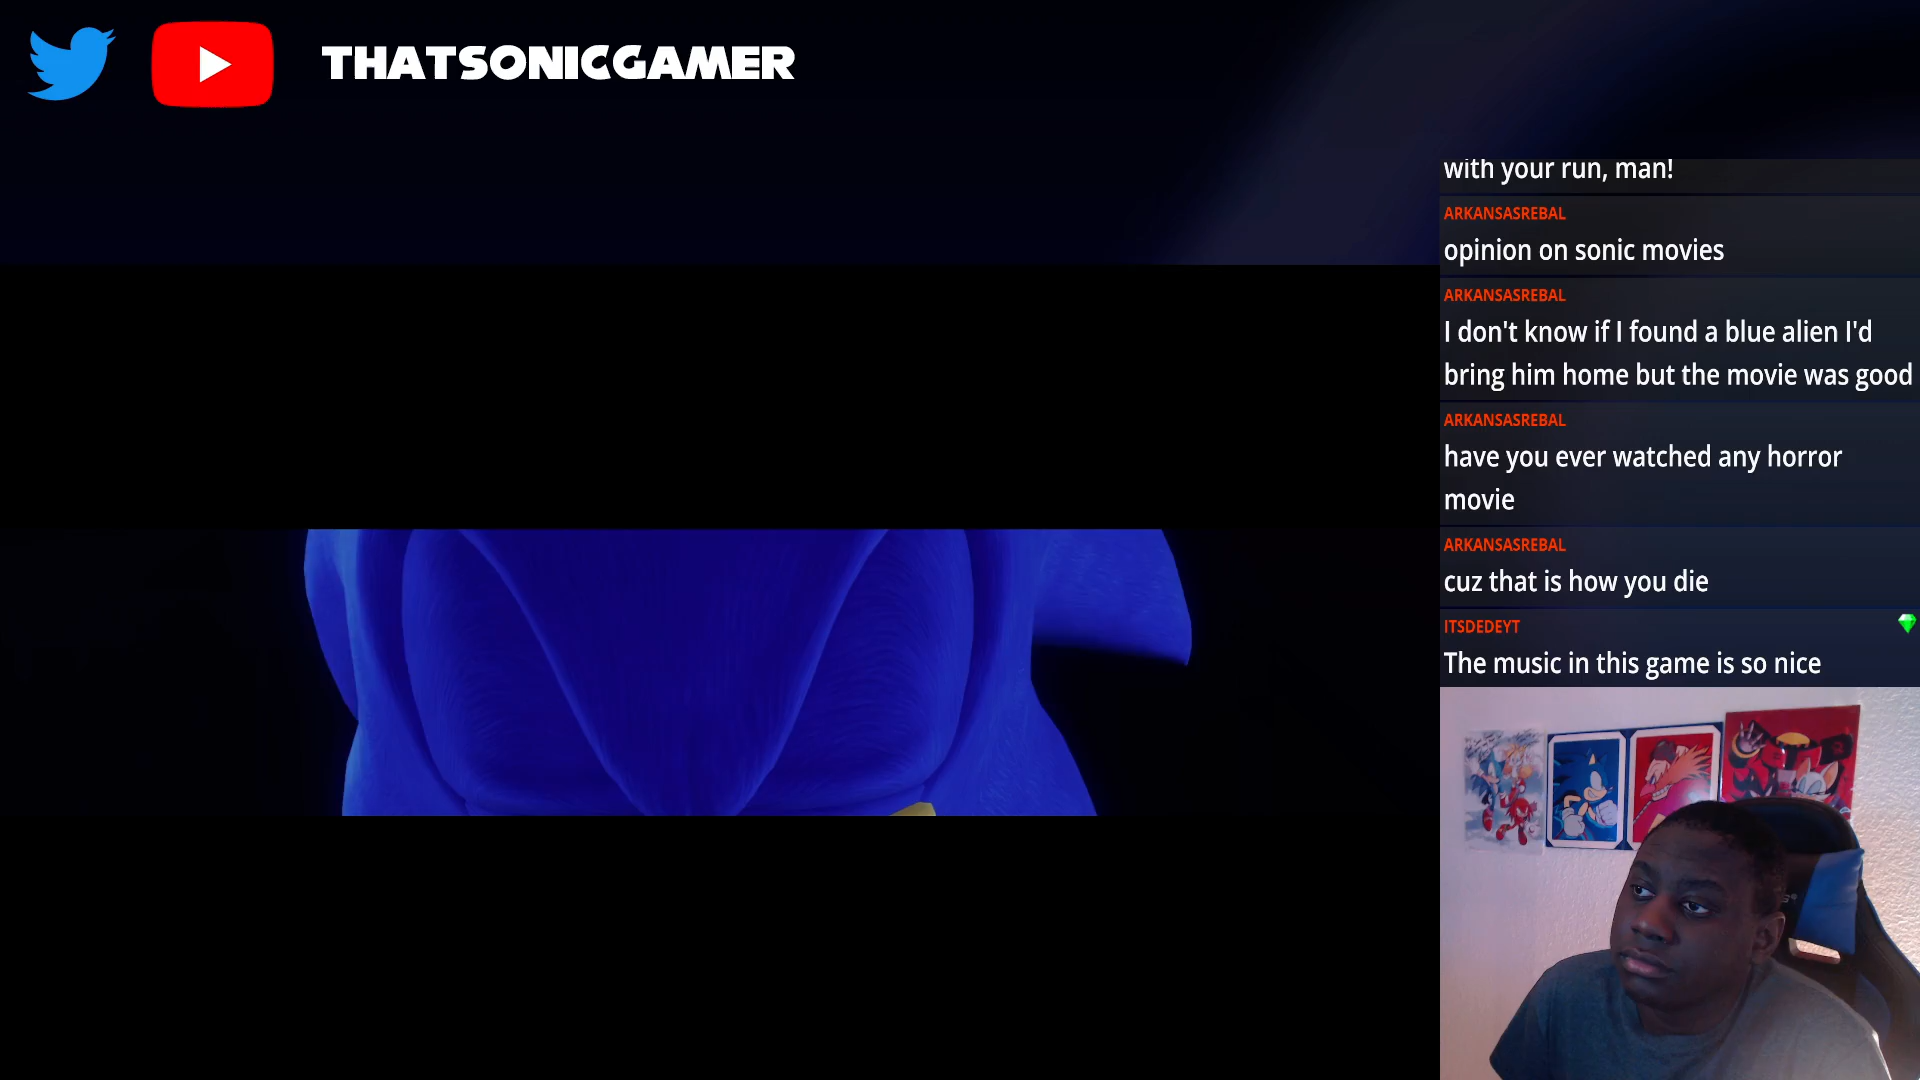 THATSONICGAMER
with your run, man!
ARKANSASREBAL
opinion on sonic movies
ARKANSASREBAL
I don't know if I found a blue alien I'd
bring him home but the movie was good
ARKANSASREBAL
have you ever watched any horror
movie
ARKANSASREBAL
cuz that is how you die
ITSDEDEYT
The music in this game is so nice